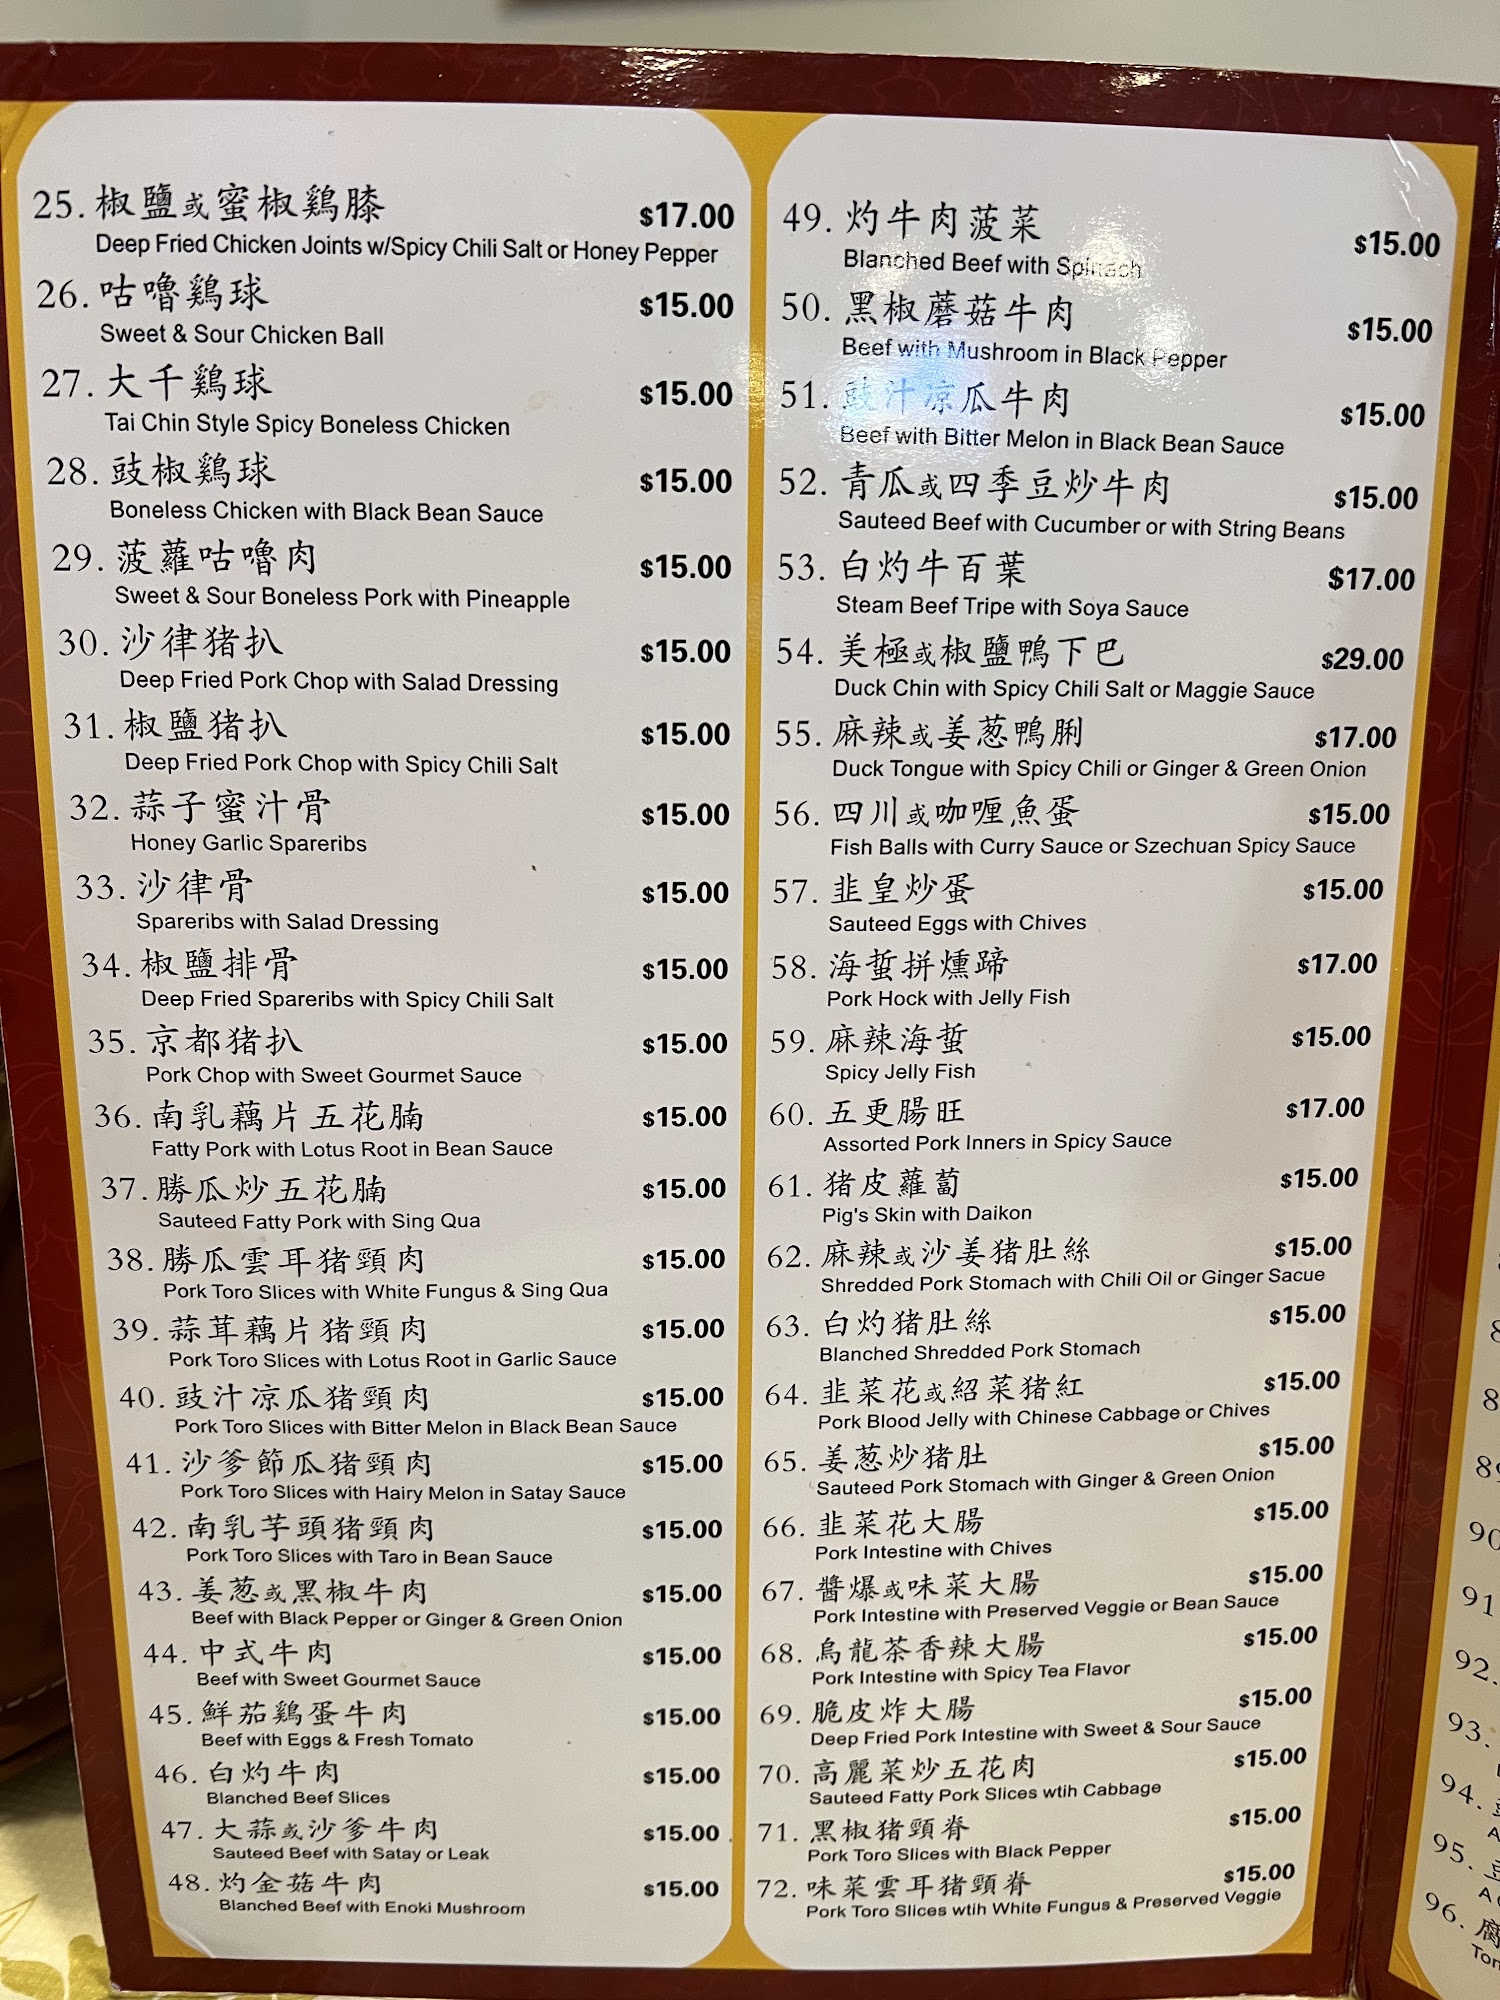 25. 椒鹽或蜜椒鷄膝 $17.00
Deep Fried Chicken Joints w/Spicy Chili Salt or Honey Pepper
26. 咕嚕鷄球 $15.00
Sweet & Sour Chicken Ball
27. 大千鷄球 $15.00
Tai Chin Style Spicy Boneless Chicken
28. 豉椒鷄球 $15.00
Boneless Chicken with Black Bean Sauce
29. 菠蘿咕嚕肉 $15.00
Sweet & Sour Boneless Pork with Pineapple
30. 沙律猪扒 $15.00
Deep Fried Pork Chop with Salad Dressing
31. 椒鹽猪扒 $15.00
Deep Fried Pork Chop with Spicy Chili Salt
32. 蒜子蜜汁骨 $15.00
Honey Garlic Spareribs
33. 沙律骨 $15.00
Spareribs with Salad Dressing
34. 椒鹽排骨 $15.00
Deep Fried Spareribs with Spicy Chili Salt
35. 京都猪扒 $15.00
Pork Chop with Sweet Gourmet Sauce
36. 南乳藕片五花腩 $15.00
Fatty Pork with Lotus Root in Bean Sauce
37. 勝瓜炒五花腩 $15.00
Sauteed Fatty Pork with Sing Qua
38. 勝瓜雲耳猪頸肉 $15.00
Pork Toro Slices with White Fungus & Sing Qua
39. 蒜茸藕片猪頸肉 $15.00
Pork Toro Slices with Lotus Root in Garlic Sauce
40. 豉汁凉瓜猪頸肉 $15.00
Pork Toro Slices with Bitter Melon in Black Bean Sauce
41. 沙爹節瓜猪頸肉 $15.00
Pork Toro Slices with Hairy Melon in Satay Sauce
42. 南乳芋頭猪頸肉 $15.00
Pork Toro Slices with Taro in Bean Sauce
43. 姜葱或黑椒牛肉 $15.00
Beef with Black Pepper or Ginger & Green Onion
44. 中式牛肉 $15.00
Beef with Sweet Gourmet Sauce
45. 鮮茄鷄蛋牛肉 $15.00
Beef with Eggs & Fresh Tomato
46. 白灼牛肉 $15.00
Blanched Beef Slices
47. 大蒜或沙爹牛肉 $15.00
Sauteed Beef with Satay or Leak
48. 灼金菇牛肉 $15.00
Blanched Beef with Enoki Mushroom
49. 灼牛肉菠菜 $15.00
Blanched Beef with Spinach
50. 黑椒蘑菇牛肉 $15.00
Beef with Mushroom in Black Pepper
51. 豉汁凉瓜牛肉 $15.00
Beef with Bitter Melon in Black Bean Sauce
52. 青瓜或四季豆炒牛肉 $15.00
Sauteed Beef with Cucumber or with String Beans
53. 白灼牛百葉 $17.00
Steam Beef Tripe with Soya Sauce
54. 美極或椒鹽鴨下巴 $29.00
Duck Chin with Spicy Chili Salt or Maggie Sauce
55. 麻辣或姜葱鴨脷 $17.00
Duck Tongue with Spicy Chili or Ginger & Green Onion
56. 四川或咖喱魚蛋 $15.00
Fish Balls with Curry Sauce or Szechuan Spicy Sauce
57. 韭皇炒蛋 $15.00
Sauteed Eggs with Chives
58. 海蜇拼燻蹄 $17.00
Pork Hock with Jelly Fish
59. 麻辣海蜇 $15.00
Spicy Jelly Fish
60. 五更腸旺 $17.00
Assorted Pork Inners in Spicy Sauce
61. 猪皮蘿蔔 $15.00
Pig's Skin with Daikon
62. 麻辣或沙姜猪肚絲 $15.00
Shredded Pork Stomach with Chili Oil or Ginger Sacue
63. 白灼猪肚絲 $15.00
Blanched Shredded Pork Stomach
64. 韭菜花或紹菜猪紅 $15.00
Pork Blood Jelly with Chinese Cabbage or Chives
65. 姜葱炒猪肚 $15.00
Sauteed Pork Stomach with Ginger & Green Onion
66. 韭菜花大腸 $15.00
Pork Intestine with Chives
67. 醬爆或味菜大腸 $15.00
Pork Intestine with Preserved Veggie or Bean Sauce
68. 烏龍茶香辣大腸 $15.00
Pork Intestine with Spicy Tea Flavor
69. 脆皮炸大腸 $15.00
Deep Fried Pork Intestine with Sweet & Sour Sauce
70. 高麗菜炒五花肉 $15.00
Sauteed Fatty Pork Slices wtih Cabbage
71. 黑椒猪頸脊 $15.00
Pork Toro Slices with Black Pepper
72. 味菜雲耳猪頸脊 $15.00
Pork Toro Slices wtih White Fungus & Preserved Veggie
90
91
92.
93.
94.
95.
96. 腐